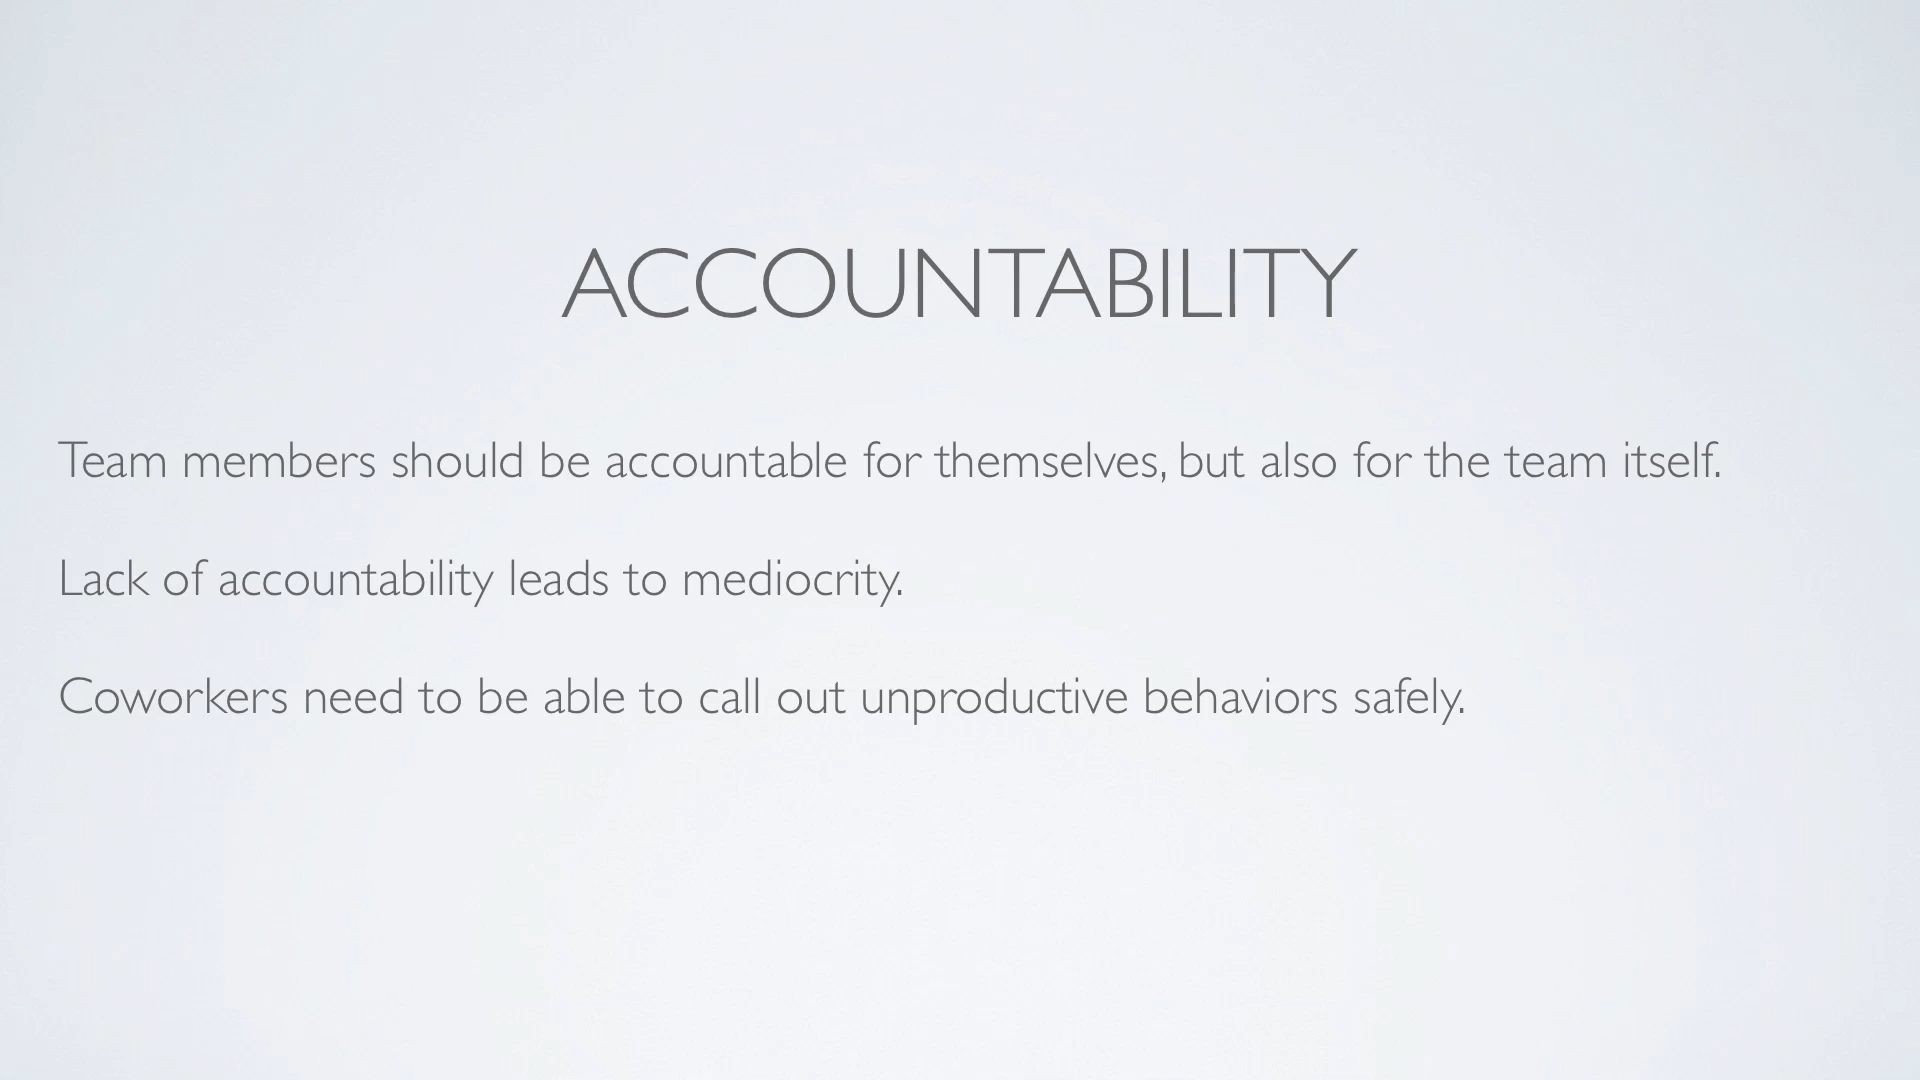 ACCOUNTABILITY
Team members should be accountable for themselves, but also for the team itself.
Lack of accountability leads to mediocrity.
Coworkers need to be able to call out unproductive behaviors safely.